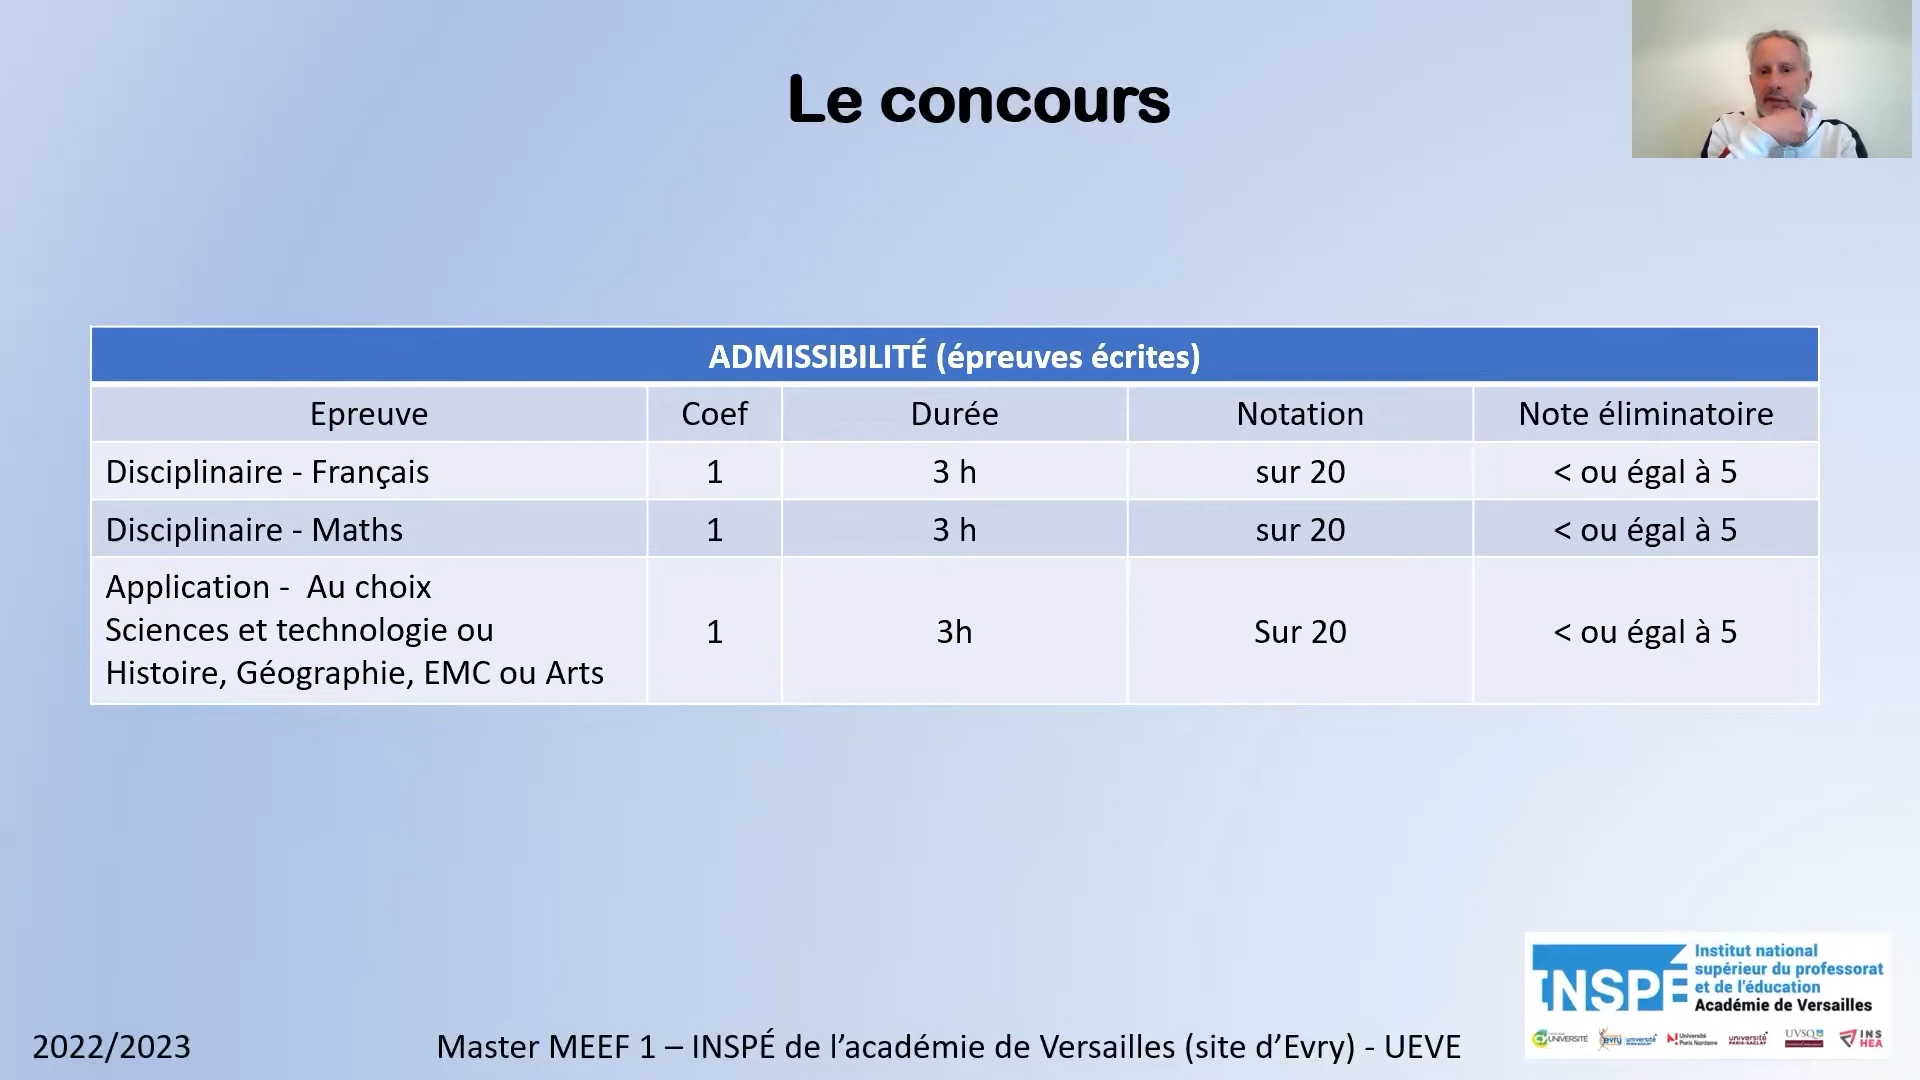 Le concours
ADMISSIBILITÉ (épreuves écrites)
Epreuve Coef Durée Notation Note éliminatoire
Disciplinaire - Français 1 3 h sur 20 < ou égal à 5
Disciplinaire - Maths 1 3 h sur 20 < ou égal à 5
Application - Au choix
Sciences et technologie ou
Histoire, Géographie, EMC ou Arts
1 3h Sur 20 < ou égal à 5
INSPÉ
Institut national
supérieur du professorat
et de l'éducation
Académie de Versailles
CY UNIVERSITÉ evry université PARIS-SACLAY Université Paris Nanterre université PARIS-SACLAY UVSQ INS HEA
2022/2023
Master MEEF 1 – INSPÉ de l'académie de Versailles (site d'Evry) - UEVE